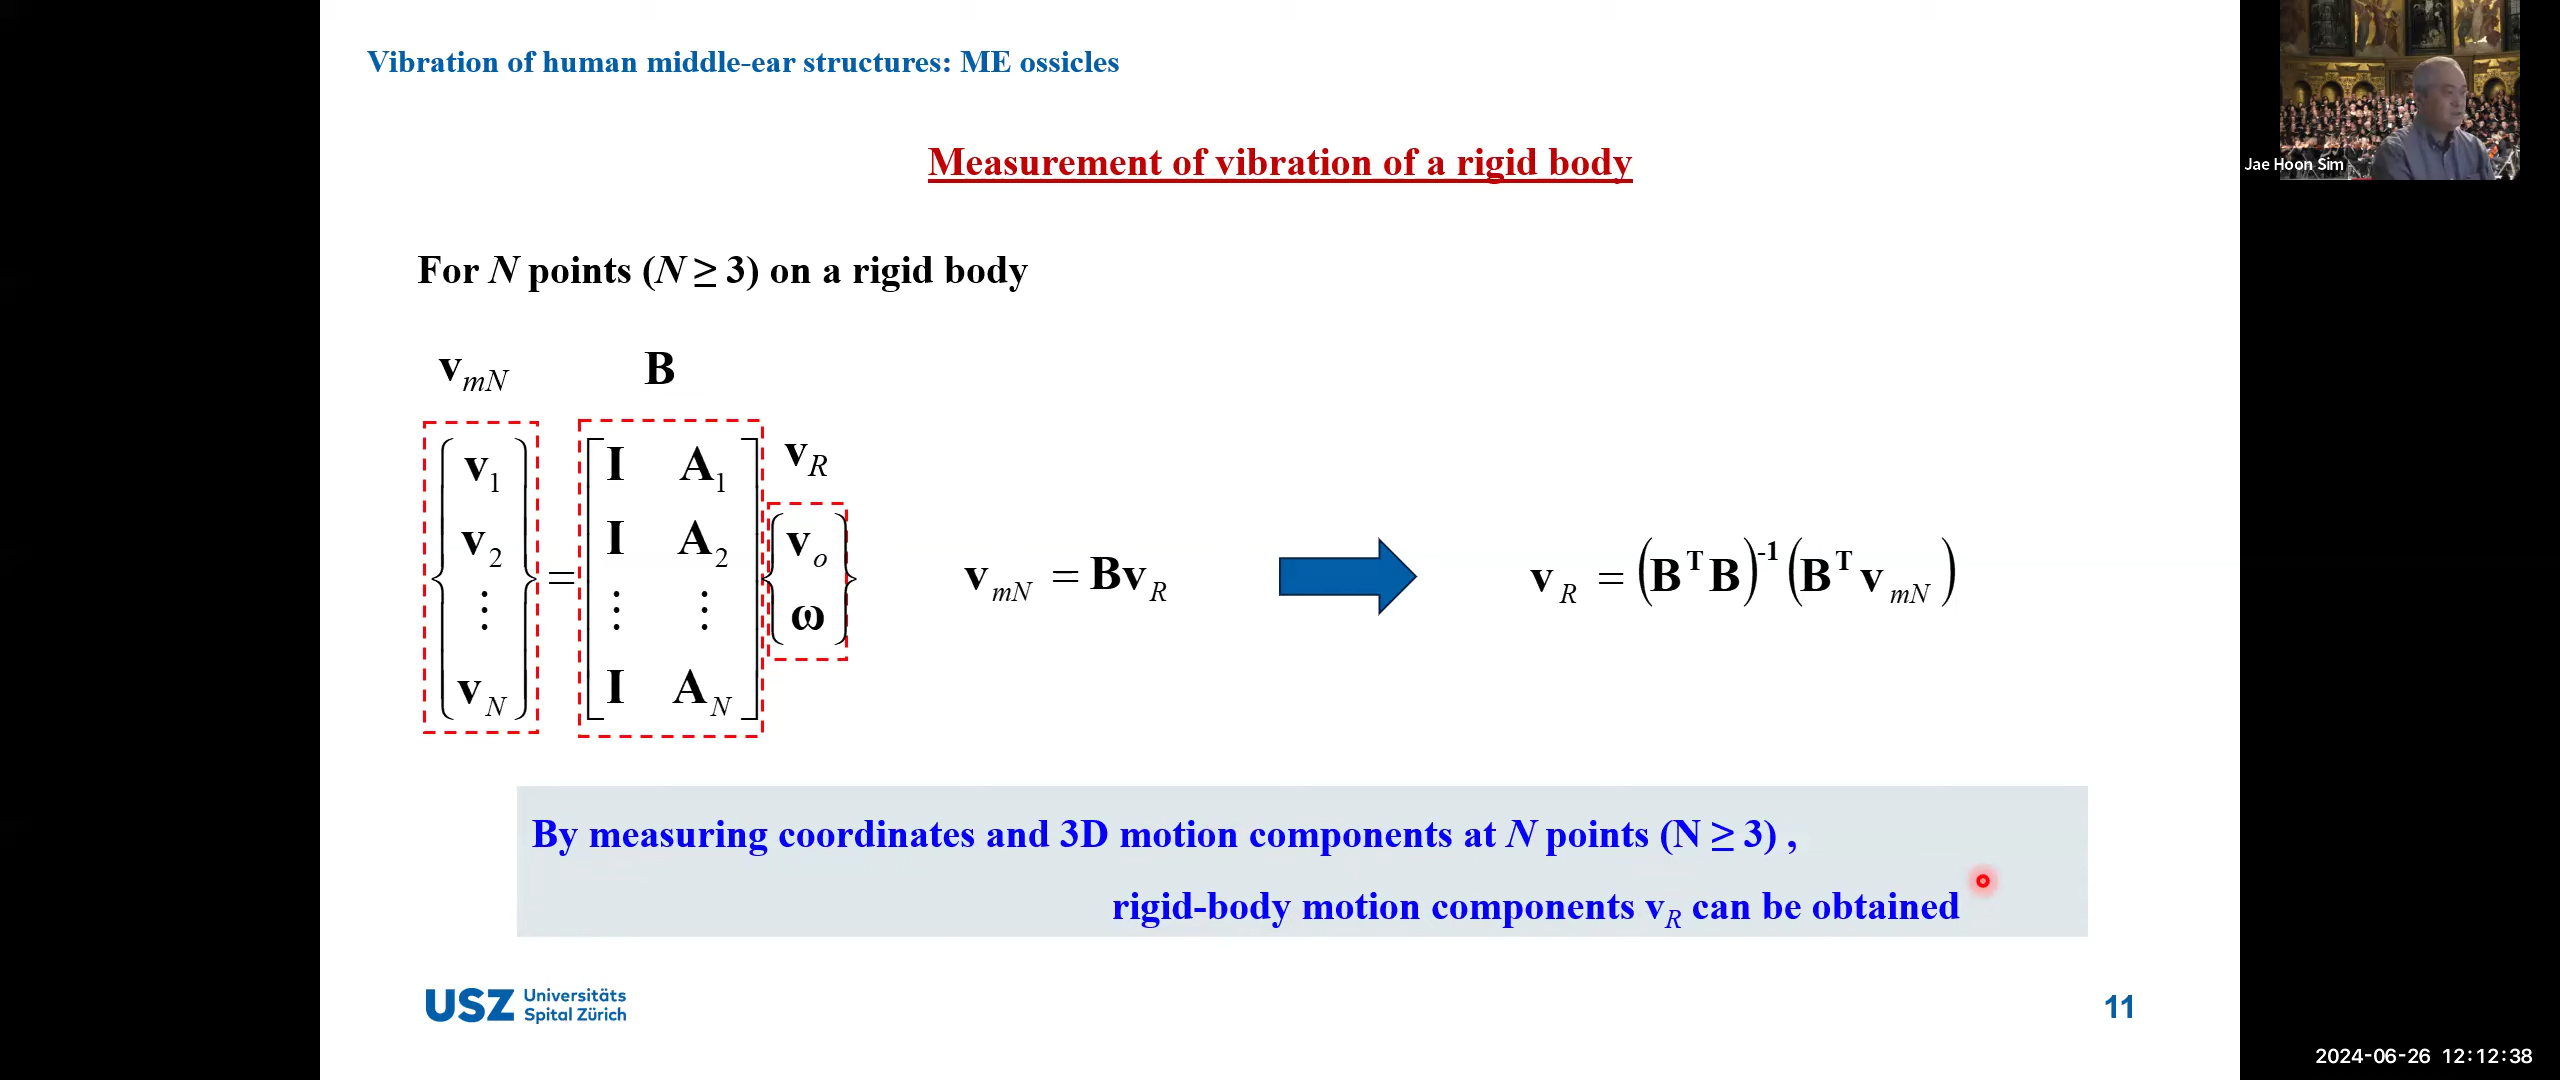 Vibration of human middle-ear structures: ME ossicles
Jae Hoon Sim
Measurement of vibration of a rigid body
For N points (N ≥ 3) on a rigid body
v_mN B
v_R
v_1 I A_1
v_2 = I A_2 v_o
⋮ ⋮ ⋮ ω
v_N I A_N
v_mN = Bv_R
v_R = (B^T B)^-1 (B^T v_mN)
By measuring coordinates and 3D motion components at N points (N ≥ 3) ,
rigid-body motion components v_R can be obtained
USZ Universitäts
Spital Zürich
11
2024-06-26 12:12:38